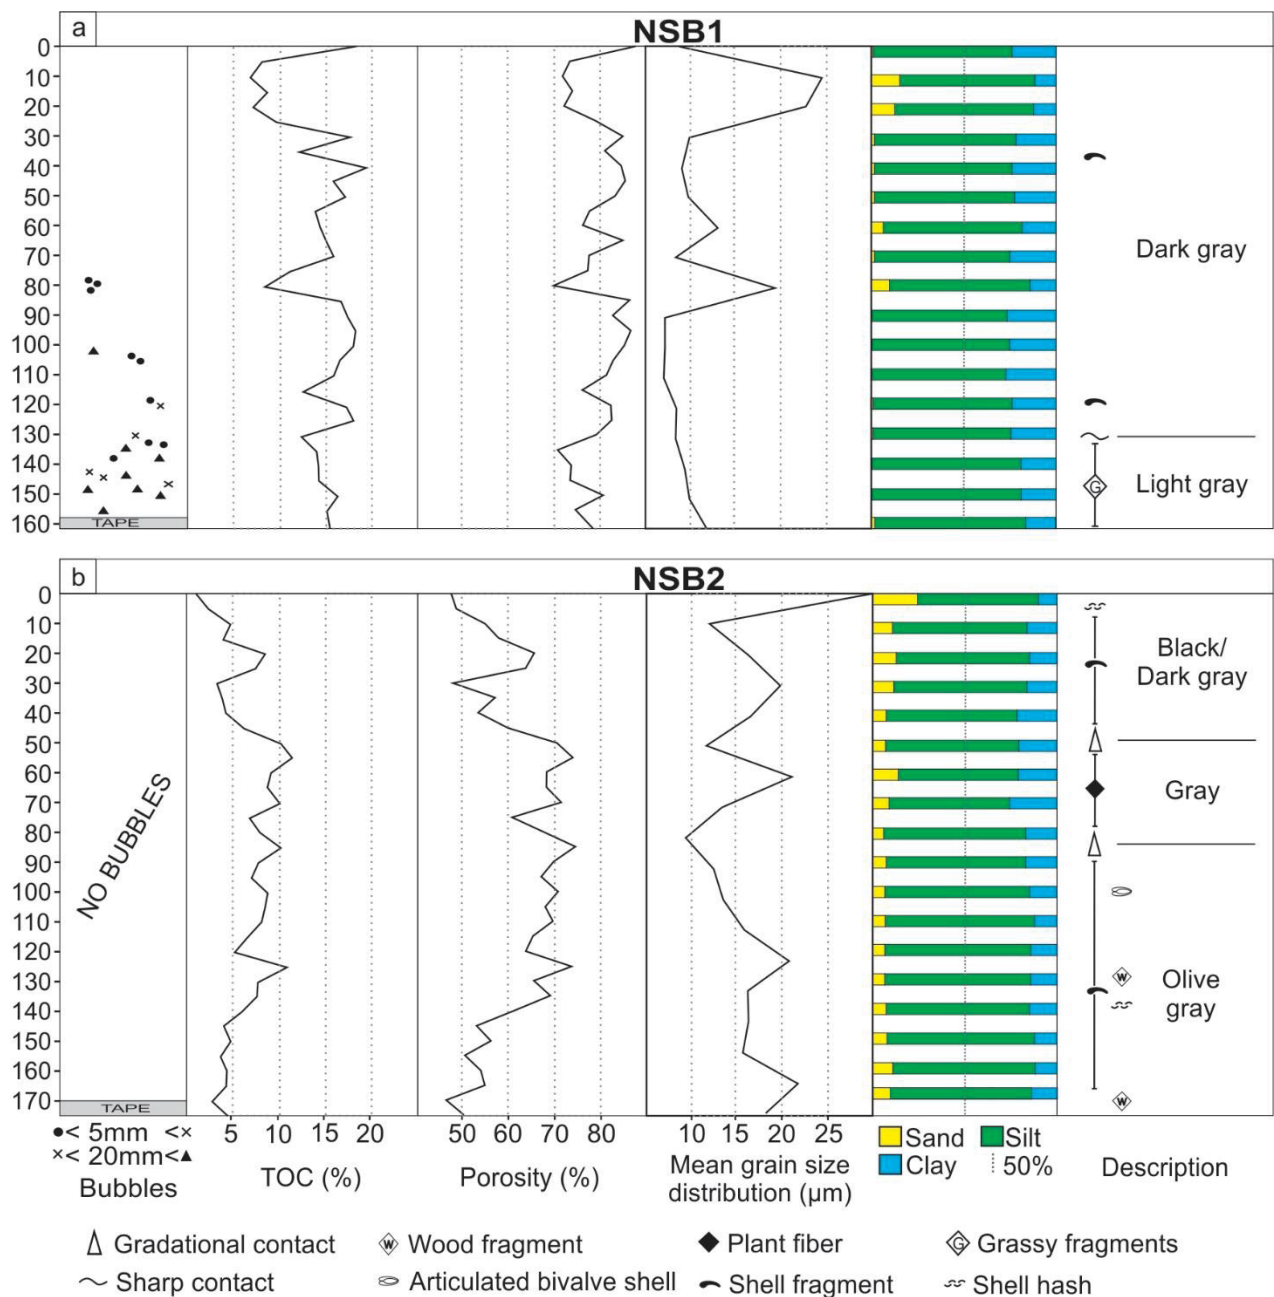 a
NSB1
0
10
20
30
40
50
60
70
80
90
100
110
120
130
140
150
160
TAPE
Dark gray
G
Light gray
b
NSB2
0
10
20
30
40
50
60
70
80
90
100
110
120
130
140
150
160
170
NO BUBBLES
TAPE
Black/
Dark gray
Gray
W
Olive
gray
W
5 10 15 20
50 60 70 80
10 15 20 25
< 5mm <×
×< 20mm<
Bubbles
TOC (%)
Porosity (%)
Mean grain size
distribution (µm)
Sand Silt
Clay 50%
Description
Gradational contact W Wood fragment Plant fiber G Grassy fragments
Sharp contact Articulated bivalve shell Shell fragment Shell hash